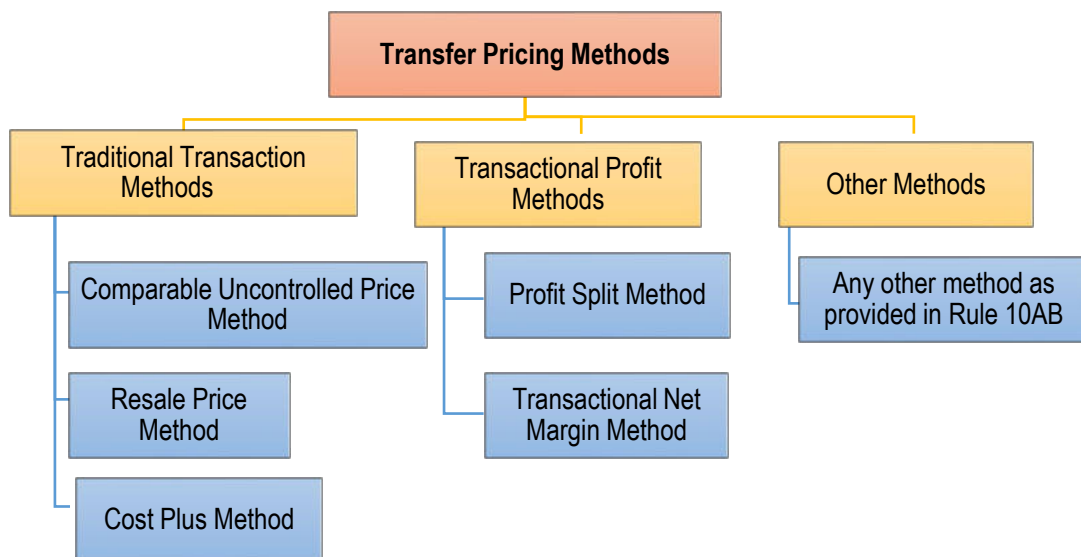 Transfer Pricing Methods
Traditional Transaction
Methods
Comparable Uncontrolled Price
Method
Resale Price
Method
Cost Plus Method
Transactional Profit
Methods
Profit Split Method
Transactional Net
Margin Method
Other Methods
Any other method as
provided in Rule 10AB